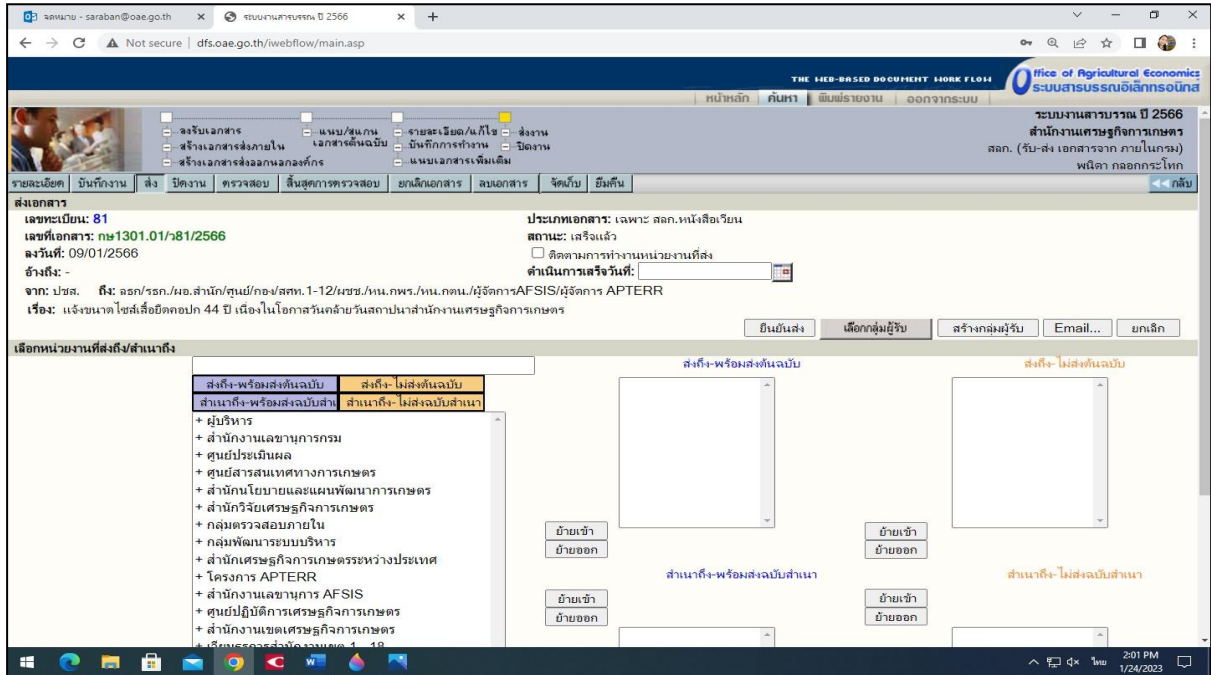 จดหมาย - saraban@oae.go.th
ระบบงานสารบรรณ ปี 2566
Not secure | dfs.oae.go.th/iwebflow/main.asp
THE WEB-BASED DOCUMENT WORK FLOW
Office of Agricultural Economics
ระบบสารบรรณอิเล็กทรอนิกส์
หน้าหลัก ค้นหา พิมพ์รายงาน ออกจากระบบ
ระบบงานสารบรรณ ปี 2566
สำนักงานเศรษฐกิจการเกษตร
สลก. (รับ-ส่ง เอกสารจาก ภายในกรม)
พนิตา กลอกกระโทก
ลงรับเอกสาร แนบ/สแกน รายละเอียด/แก้ไข ส่งงาน
สร้างเอกสารส่งภายใน เอกสารต้นฉบับ บันทึกการทำงาน ปิดงาน
สร้างเอกสารส่งออกนอกองค์กร แนบเอกสารเพิ่มเติม
รายละเอียด บันทึกงาน ส่ง ปิดงาน ตรวจสอบ สิ้นสุดการตรวจสอบ ยกเลิกเอกสาร ลบเอกสาร จัดเก็บ ยืมคืน กลับ
ส่งเอกสาร
เลขทะเบียน: 81 ประเภทเอกสาร: เฉพาะ สลก.หนังสือเวียน
เลขที่เอกสาร: กษ1301.01/ว81/2566 สถานะ: เสร็จแล้ว
ลงวันที่: 09/01/2566 ติดตามการทำงานหน่วยงานที่ส่ง
อ้างถึง: - ดำเนินการเสร็จวันที่:
จาก: ปชส. ถึง: ลธก/รธก./ผอ.สำนัก/ศูนย์/กอง/สศท.1-12/ผชช./หน.กพร./หน.กตน./ผู้จัดการAFSIS/ผู้จัดการ APTERR
เรื่อง: แจ้งขนาดไซส์เสื้อยืดคอปก 44 ปี เนื่องในโอกาสวันคล้ายวันสถาปนาสำนักงานเศรษฐกิจการเกษตร
ยืนยันส่ง เลือกกลุ่มผู้รับ สร้างกลุ่มผู้รับ Email... ยกเลิก
เลือกหน่วยงานที่ส่งถึง/สำเนาถึง
ส่งถึง-พร้อมส่งต้นฉบับ ส่งถึง-ไม่ส่งต้นฉบับ
ส่งถึง-พร้อมส่งต้นฉบับ ส่งถึง-ไม่ส่งต้นฉบับ
สำเนาถึง-พร้อมส่งฉบับสำเ สำเนาถึง-ไม่ส่งฉบับสำเนา
+ ผู้บริหาร
+ สำนักงานเลขานุการกรม
+ ศูนย์ประเมินผล
+ ศูนย์สารสนเทศทางการเกษตร
+ สำนักนโยบายและแผนพัฒนาการเกษตร
+ สำนักวิจัยเศรษฐกิจการเกษตร
+ กลุ่มตรวจสอบภายใน
+ กลุ่มพัฒนาระบบบริหาร
+ สำนักเศรษฐกิจการเกษตรระหว่างประเทศ
+ โครงการ APTERR
+ สำนักงานเลขานุการ AFSIS
+ ศูนย์ปฏิบัติการเศรษฐกิจการเกษตร
+ สำนักงานเขตเศรษฐกิจการเกษตร
ย้ายเข้า ย้ายเข้า
ย้ายออก ย้ายออก
สำเนาถึง-พร้อมส่งฉบับสำเนา สำเนาถึง-ไม่ส่งฉบับสำเนา
ย้ายเข้า ย้ายเข้า
ย้ายออก ย้ายออก
ไทย
2:01 PM
1/24/2023